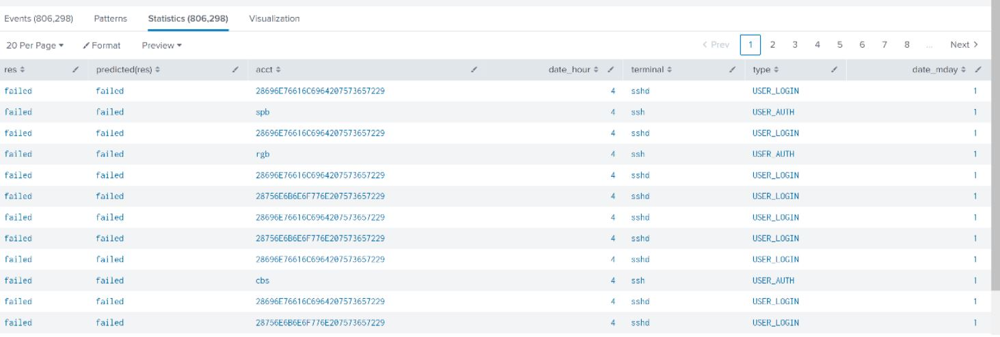 Events (806,298) Patterns Statistics (806,298) Visualization
20 Per Page Format Preview < Prev 1 2 3 4 5 6 7 8 ... Next >
res predicted(res) acct date_hour terminal type date_mday
failed failed 28696E76616C6964207573657229 4 sshd USER_LOGIN 1
failed failed spb 4 ssh USER_AUTH 1
failed failed 28696E76616C6964207573657229 4 sshd USER_LOGIN 1
failed failed rgb 4 ssh USER_AUTH 1
failed failed 28696E76616C6964207573657229 4 sshd USER_LOGIN 1
failed failed 28756E6B6E6F776E207573657229 4 sshd USER_LOGIN 1
failed failed 28696E76616C6964207573657229 4 sshd USER_LOGIN 1
failed failed 28756E6B6E6F776E207573657229 4 sshd USER_LOGIN 1
failed failed 28696E76616C6964207573657229 4 sshd USER_LOGIN 1
failed failed cbs 4 ssh USER_AUTH 1
failed failed 28696E76616C6964207573657229 4 sshd USER_LOGIN 1
failed failed 28756E6B6E6F776E207573657229 4 sshd USER_LOGIN 1